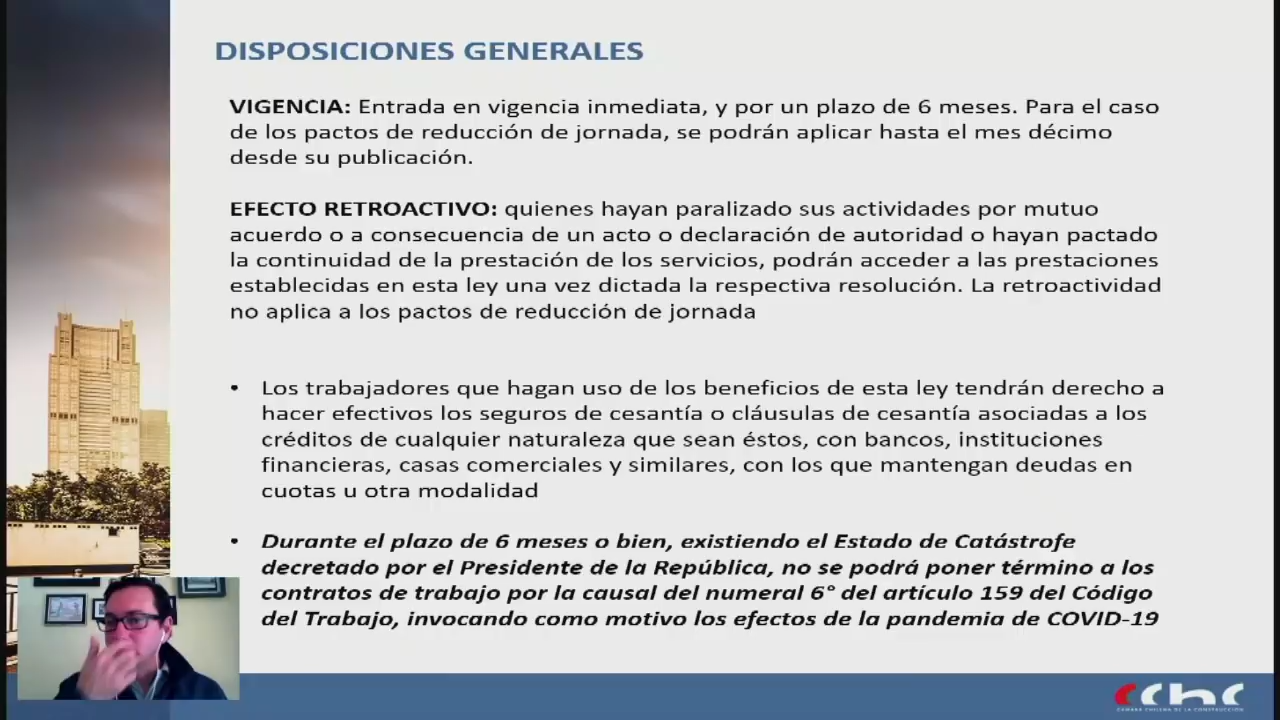 DISPOSICIONES GENERALES
VIGENCIA: Entrada en vigencia inmediata, y por un plazo de 6 meses. Para el caso
de los pactos de reducción de jornada, se podrán aplicar hasta el mes décimo
desde su publicación.
EFECTO RETROACTIVO: quienes hayan paralizado sus actividades por mutuo
acuerdo o a consecuencia de un acto o declaración de autoridad o hayan pactado
la continuidad de la prestación de los servicios, podrán acceder a las prestaciones
establecidas en esta ley una vez dictada la respectiva resolución. La retroactividad
no aplica a los pactos de reducción de jornada
• Los trabajadores que hagan uso de los beneficios de esta ley tendrán derecho a
hacer efectivos los seguros de cesantía o cláusulas de cesantía asociadas a los
créditos de cualquier naturaleza que sean éstos, con bancos, instituciones
financieras, casas comerciales y similares, con los que mantengan deudas en
cuotas u otra modalidad
• Durante el plazo de 6 meses o bien, existiendo el Estado de Catástrofe
decretado por el Presidente de la República, no se podrá poner término a los
contratos de trabajo por la causal del numeral 6° del artículo 159 del Código
del Trabajo, invocando como motivo los efectos de la pandemia de COVID-19
cchc
CÁMARA CHILENA DE LA CONSTRUCCIÓN